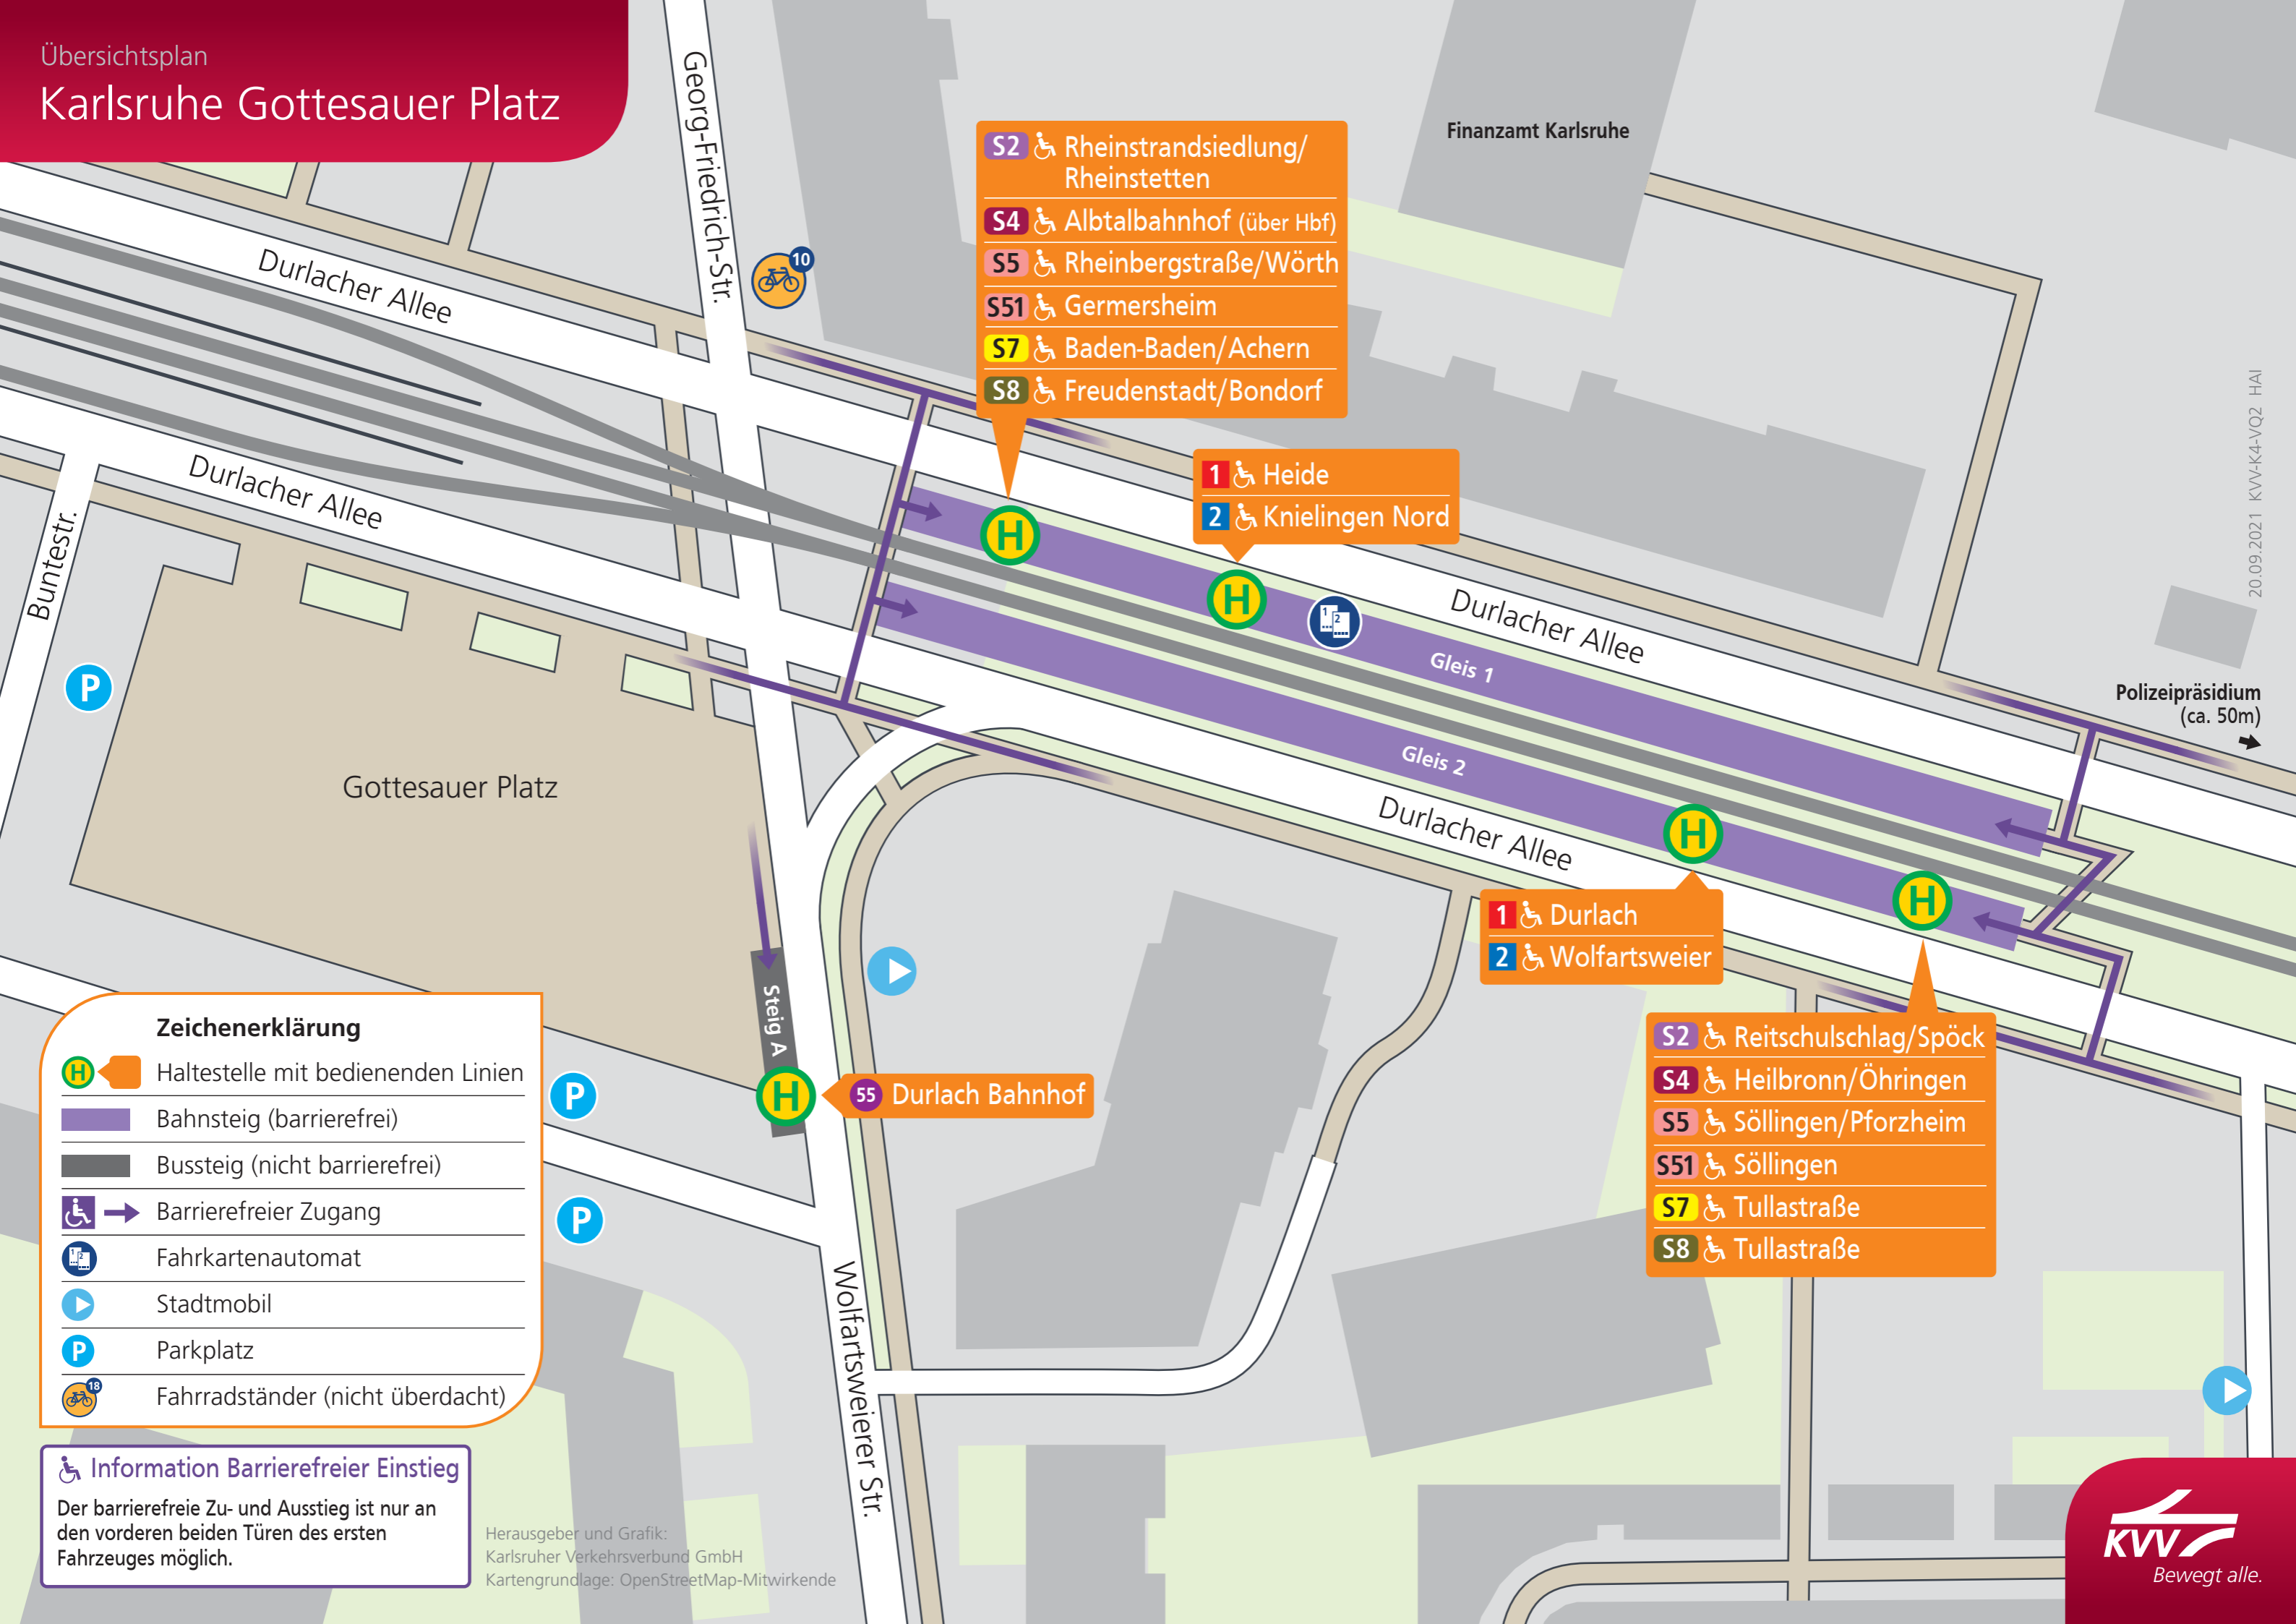 Übersichtsplan
Karlsruhe Gottesauer Platz
Georg-Friedrich-Str.
Finanzamt Karlsruhe
S2 Rheinstrandsiedlung/
Rheinstetten
S4 Albtalbahnhof (über Hbf)
S5 Rheinbergstraße/Wörth
S51 Germersheim
S7 Baden-Baden/Achern
S8 Freudenstadt/Bondorf
10
Durlacher Allee
Durlacher Allee
Buntestr.
H
1 Heide
2 Knielingen Nord
H
1 2
Durlacher Allee
Gleis 1
Gleis 2
Durlacher Allee
20.09.2021 KVV-K4-VQ2 HAI
Polizeipräsidium
(ca. 50m)
P
Gottesauer Platz
H
1 Durlach
2 Wolfartsweier
H
S2 Reitschulschlag/Spöck
S4 Heilbronn/Öhringen
S5 Söllingen/Pforzheim
S51 Söllingen
S7 Tullastraße
S8 Tullastraße
Steig A
H
55 Durlach Bahnhof
P
P
Wolfartsweierer Str.
Zeichenerklärung
H Haltestelle mit bedienenden Linien
Bahnsteig (barrierefrei)
Bussteig (nicht barrierefrei)
Barrierefreier Zugang
1 2 Fahrkartenautomat
Stadtmobil
P Parkplatz
18 Fahrradständer (nicht überdacht)
Information Barrierefreier Einstieg
Der barrierefreie Zu- und Ausstieg ist nur an
den vorderen beiden Türen des ersten
Fahrzeuges möglich.
Herausgeber und Grafik:
Karlsruher Verkehrsverbund GmbH
Kartengrundlage: OpenStreetMap-Mitwirkende
KVV
Bewegt alle.